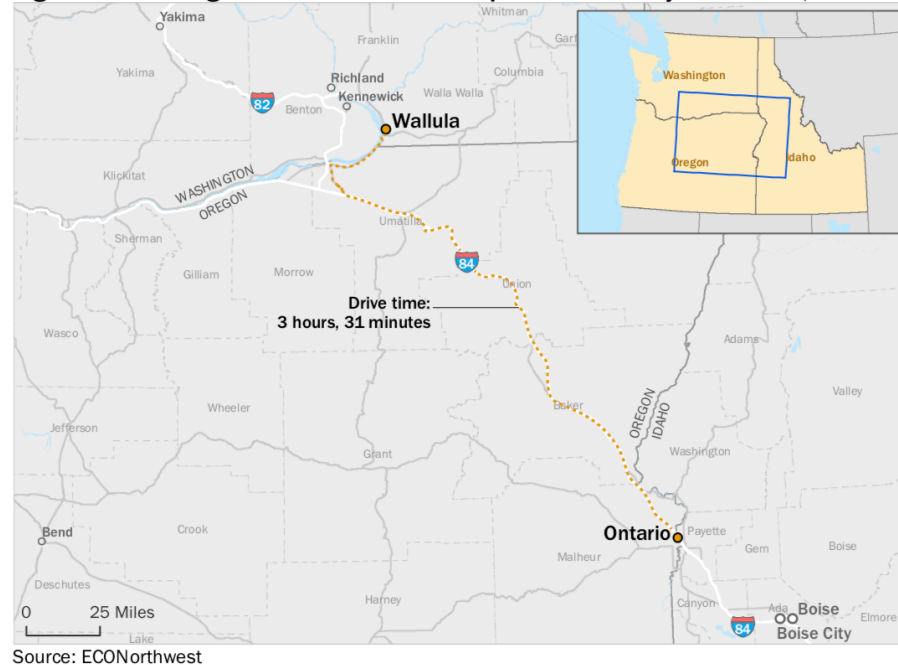 Yakima
Whitman
Franklin
Garf
Yakima
Richland
Columbia
82
Benton
Kennewick
Walla Walla
Wallula
Washington
Oregon
Idaho
Klickitat
WASHINGTON
OREGON
Sherman
Umatilla
Gilliam
Morrow
84
Union
Drive time:
3 hours, 31 minutes
Wasco
Adams
Valley
Wheeler
Baker
OREGON
IDAHO
Jefferson
Grant
Washington
Bend
Crook
Ontario
Payette
Malheur
Gem
Boise
Deschutes
Harney
Canyon
Ada
Boise
Elmore
0 25 Miles
84
Boise City
Lake
Source: ECONorthwest